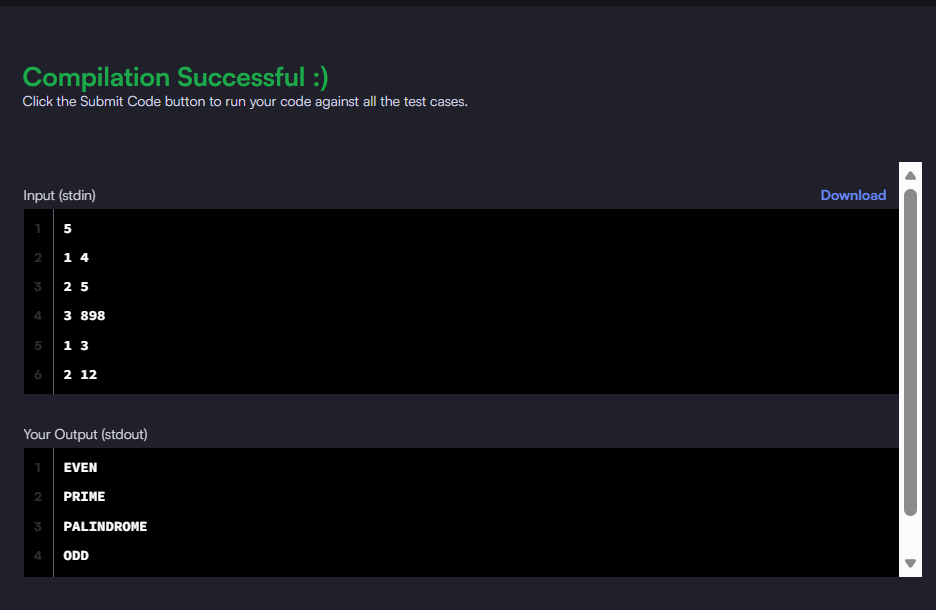 Compilation Successful :)
Click the Submit Code button to run your code against all the test cases.
Input (stdin) Download
1 5
2 1 4
3 2 5
4 3 898
5 1 3
6 2 12
Your Output (stdout)
1 EVEN
2 PRIME
3 PALINDROME
4 ODD